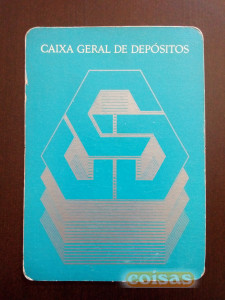 CAIXA GERAL DE DEPÓSITOS
coisas